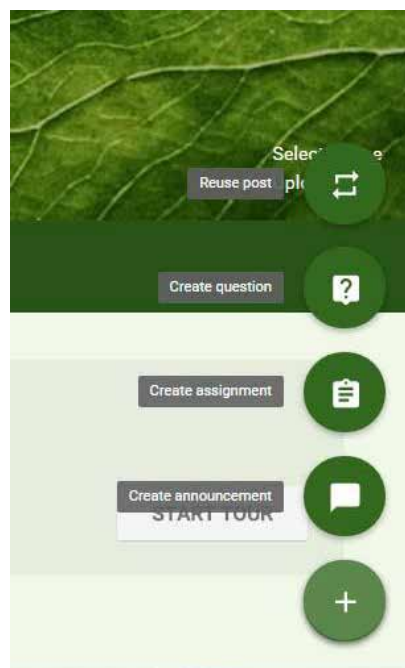 Reuse post
Create question
Create assignment
Create announcement
START TOUR